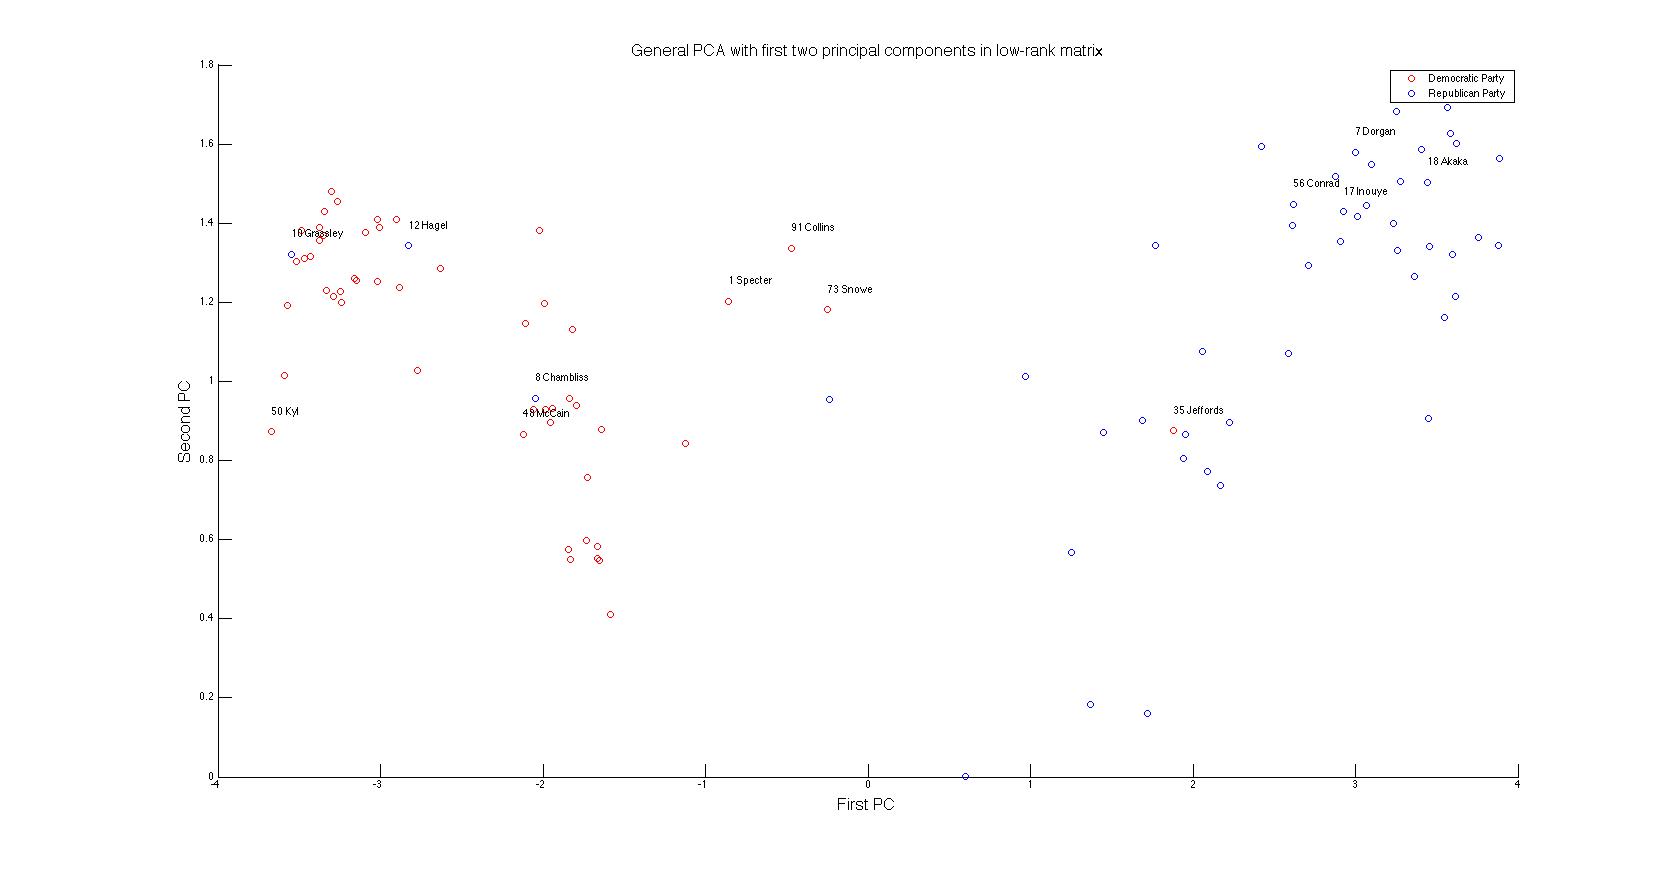 General PCA with first two principal components in low-rank matrix
1.8
Democratic Party
Republican Party
7 Dorgan
1.6
18 Akaka
56 Conrad
17 Inouye
1.4
12 Hagel
91 Collins
10 Grassley
1 Specter
73 Snowe
1.2
8 Chambliss
1
50 Kyl
48 McCain
35 Jeffords
Second PC
0.8
0.6
0.4
0.2
0
-4
-3
-2
-1
0
1
2
3
4
First PC